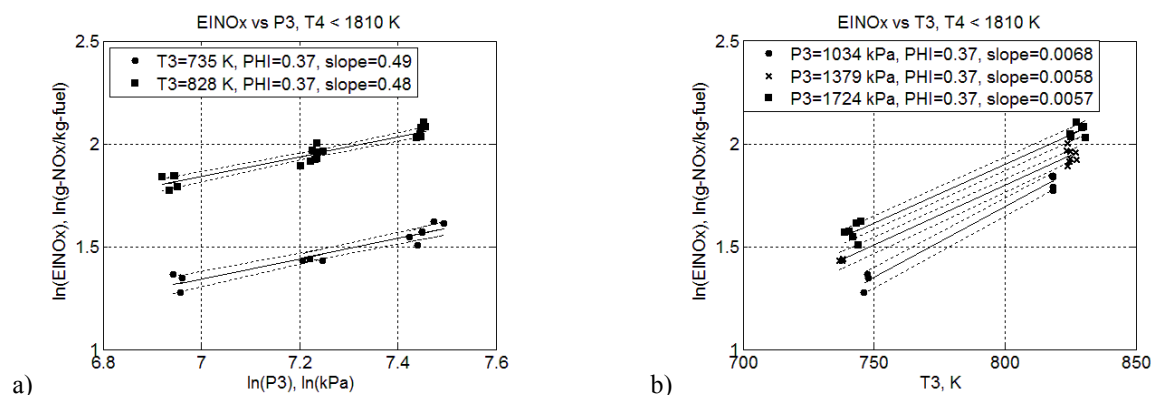 EINOx vs P3, T4 < 1810 K
2.5
2
1.5
1
ln(EINOx), ln(g-NOx/kg-fuel)
T3=735 K, PHI=0.37, slope=0.49
T3=828 K, PHI=0.37, slope=0.48
6.8 7 7.2 7.4 7.6
ln(P3), ln(kPa)
a)
EINOx vs T3, T4 < 1810 K
2.5
2
1.5
1
ln(EINOx), ln(g-NOx/kg-fuel)
P3=1034 kPa, PHI=0.37, slope=0.0068
P3=1379 kPa, PHI=0.37, slope=0.0058
P3=1724 kPa, PHI=0.37, slope=0.0057
700 750 800 850
T3, K
b)